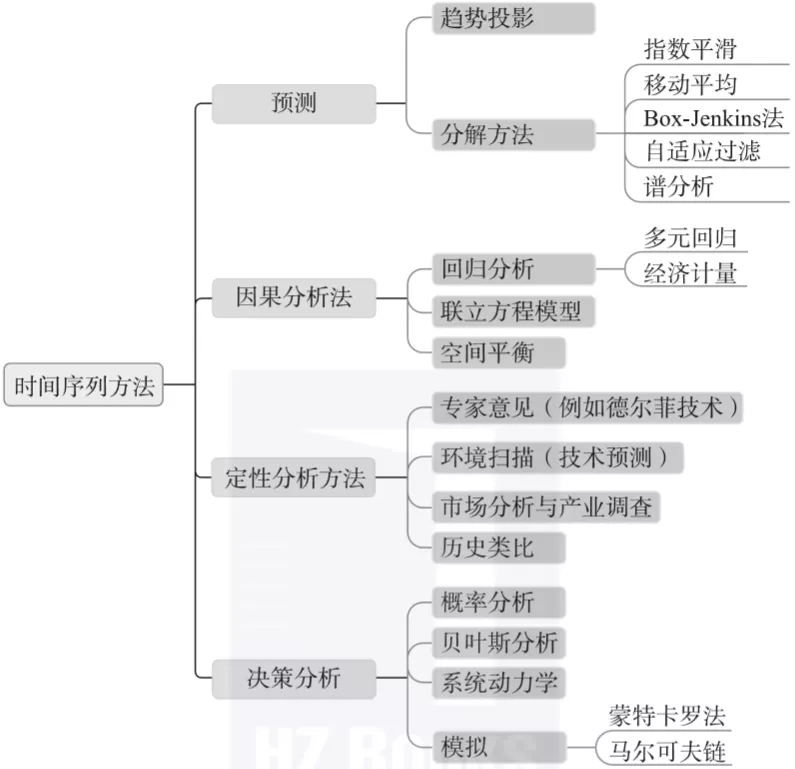 时间序列方法
预测
趋势投影
分解方法
指数平滑
移动平均
Box-Jenkins法
自适应过滤
谱分析
因果分析法
回归分析
多元回归
经济计量
联立方程模型
空间平衡
定性分析方法
专家意见（例如德尔菲技术）
环境扫描（技术预测）
市场分析与产业调查
历史类比
决策分析
概率分析
贝叶斯分析
系统动力学
模拟
蒙特卡罗法
马尔可夫链
HZ BOOKS